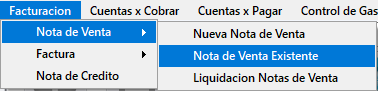 Facturacion Cuentas x Cobrar Cuentas x Pagar Control de Gas
Nota de Venta
Factura
Nota de Credito
Nueva Nota de Venta
Nota de Venta Existente
Liquidacion Notas de Venta